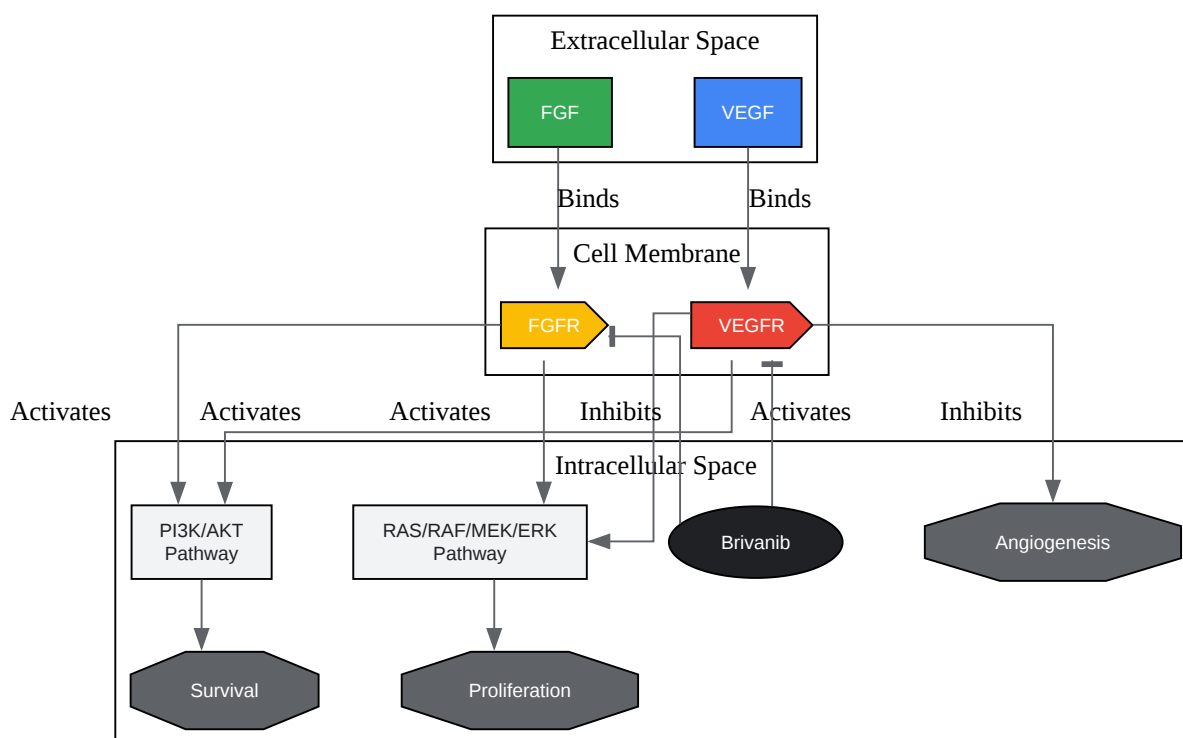 Extracellular Space
FGF
VEGF
Binds
Binds
Cell Membrane
FGFR
VEGFR
Activates
Activates
Activates
Inhibits
Activates
Inhibits
Intracellular Space
PI3K/AKT
Pathway
RAS/RAF/MEK/ERK
Pathway
Brivanib
Angiogenesis
Survival
Proliferation